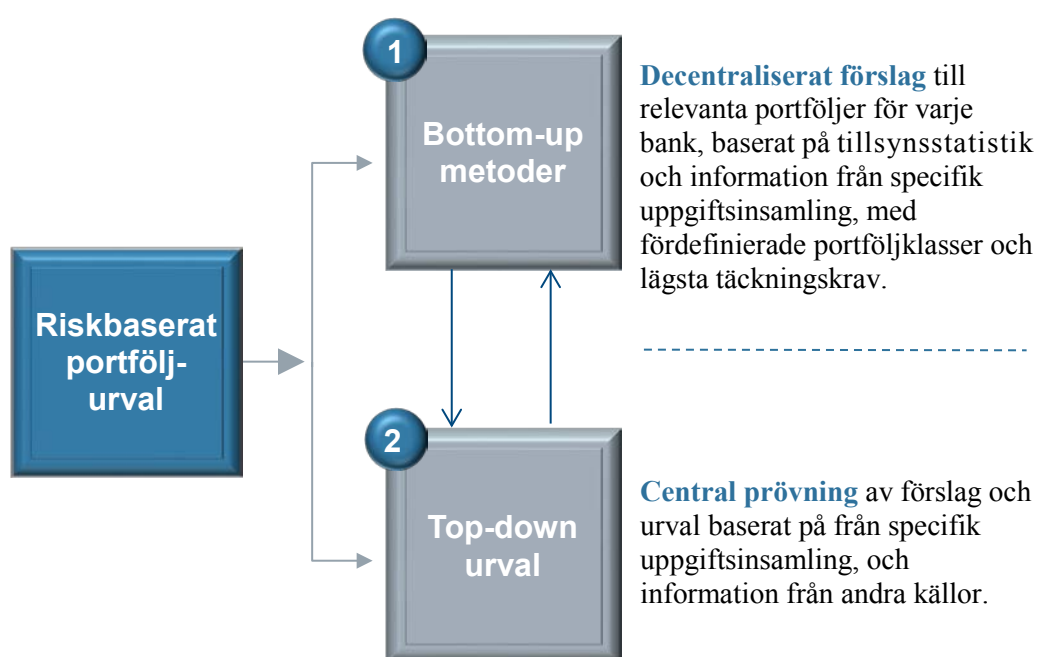 Riskbaserat
portfölj-
urval
1
Bottom-up
metoder
Decentraliserat förslag till
relevanta portföljer för varje
bank, baserat på tillsynsstatistik
och information från specifik
uppgiftsinsamling, med
fördefinierade portföljklasser och
lägsta täckningskrav.
2
Top-down
urval
Central prövning av förslag och
urval baserat på från specifik
uppgiftsinsamling, och
information från andra källor.